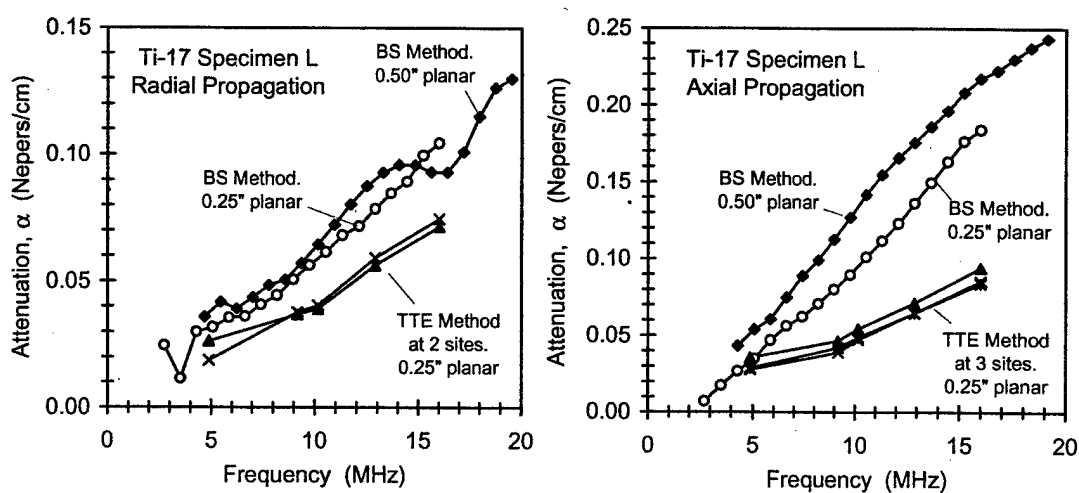 Ti-17 Specimen L
Radial Propagation
BS Method.
0.50" planar
BS Method.
0.25" planar
TTE Method
at 2 sites.
0.25" planar
Attenuation, α (Nepers/cm)
0.15
0.10
0.05
0.00
0 5 10 15 20
Frequency (MHz)
Ti-17 Specimen L
Axial Propagation
BS Method.
0.50" planar
BS Method.
0.25" planar
TTE Method
at 3 sites.
0.25" planar
Attenuation, α (Nepers/cm)
0.25
0.20
0.15
0.10
0.05
0.00
0 5 10 15 20
Frequency (MHz)